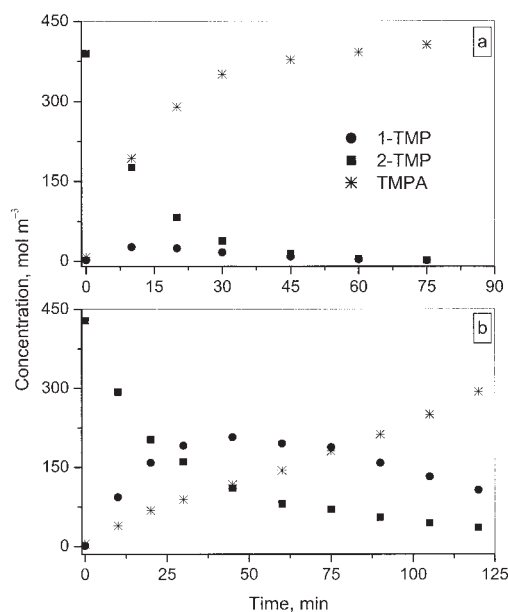 450
a
300
1-TMP
2-TMP
TMPA
150
0
0 15 30 45 60 75 90
Concentration, mol m⁻³
450
b
300
150
0
0 25 50 75 100 125
Time, min